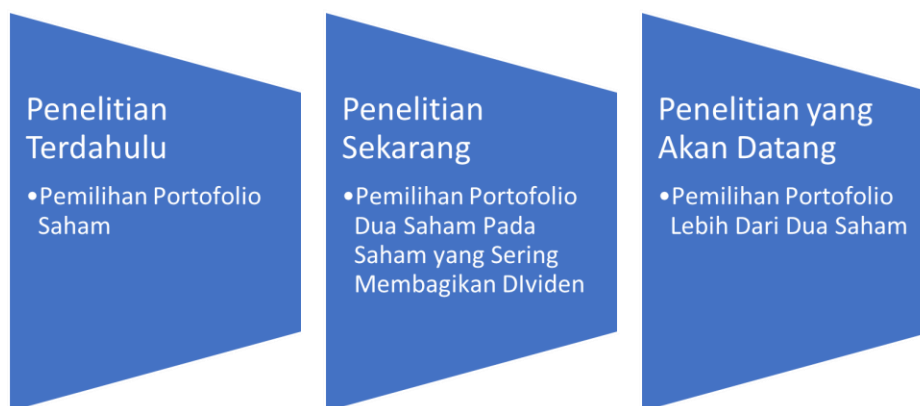 Penelitian
Terdahulu
•Pemilihan Portofolio
Saham
Penelitian
Sekarang
•Pemilihan Portofolio
Dua Saham Pada
Saham yang Sering
Membagikan DIviden
Penelitian yang
Akan Datang
•Pemilihan Portofolio
Lebih Dari Dua Saham